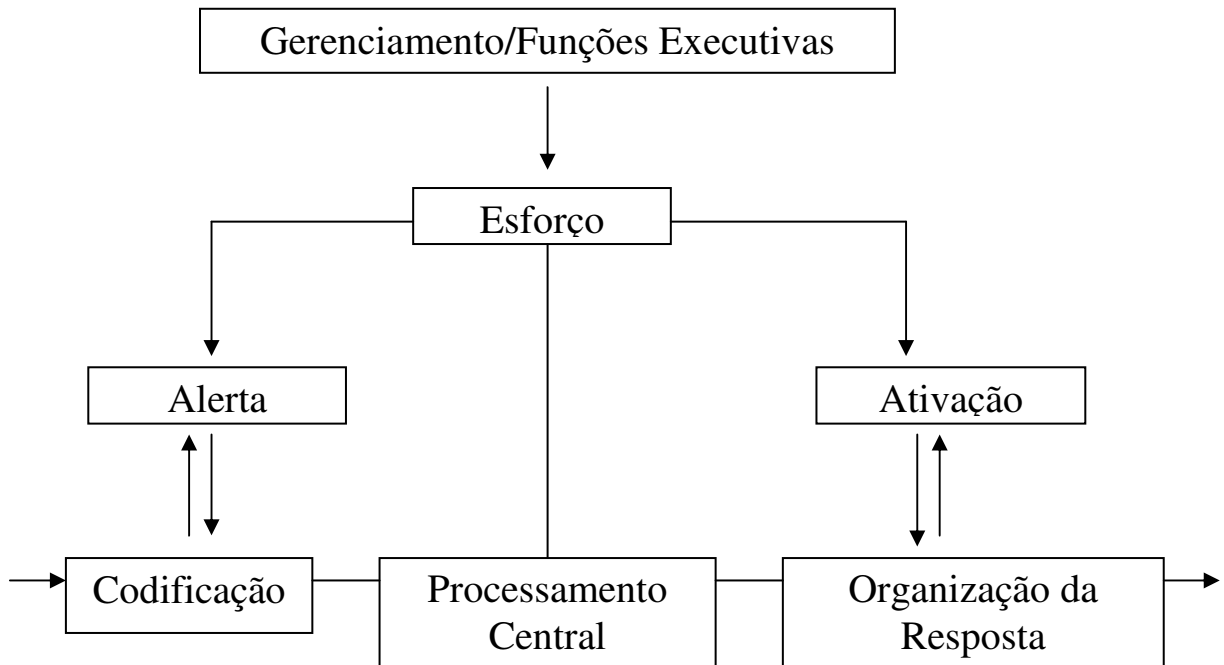 Gerenciamento/Funções Executivas
Esforço
Alerta
Ativação
Codificação
Processamento
Central
Organização da
Resposta